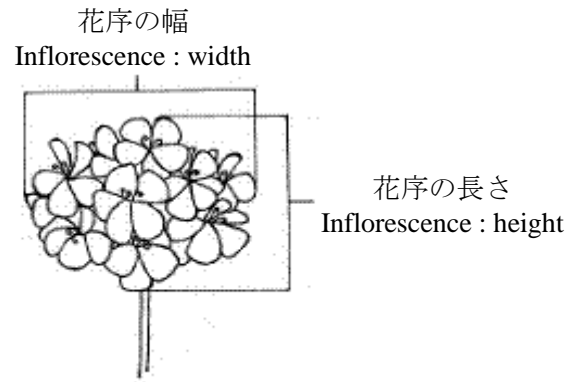 花序の幅
Inflorescence : width
花序の長さ
Inflorescence : height